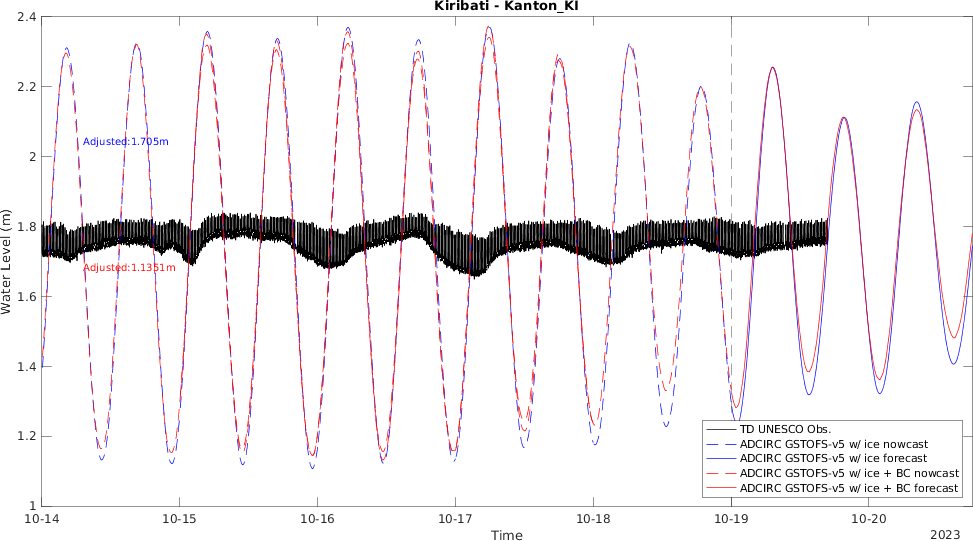 Kiribati - Kanton_KI
2.4
2.2
2
1.8
1.6
1.4
1.2
1
Water Level (m)
Adjusted:1.705m
Adjusted:1.1351m
TD UNESCO Obs.
ADCIRC GSTOFS-v5 w/ ice nowcast
ADCIRC GSTOFS-v5 w/ ice forecast
ADCIRC GSTOFS-v5 w/ ice + BC nowcast
ADCIRC GSTOFS-v5 w/ ice + BC forecast
10-14 10-15 10-16 10-17 10-18 10-19 10-20
Time
2023